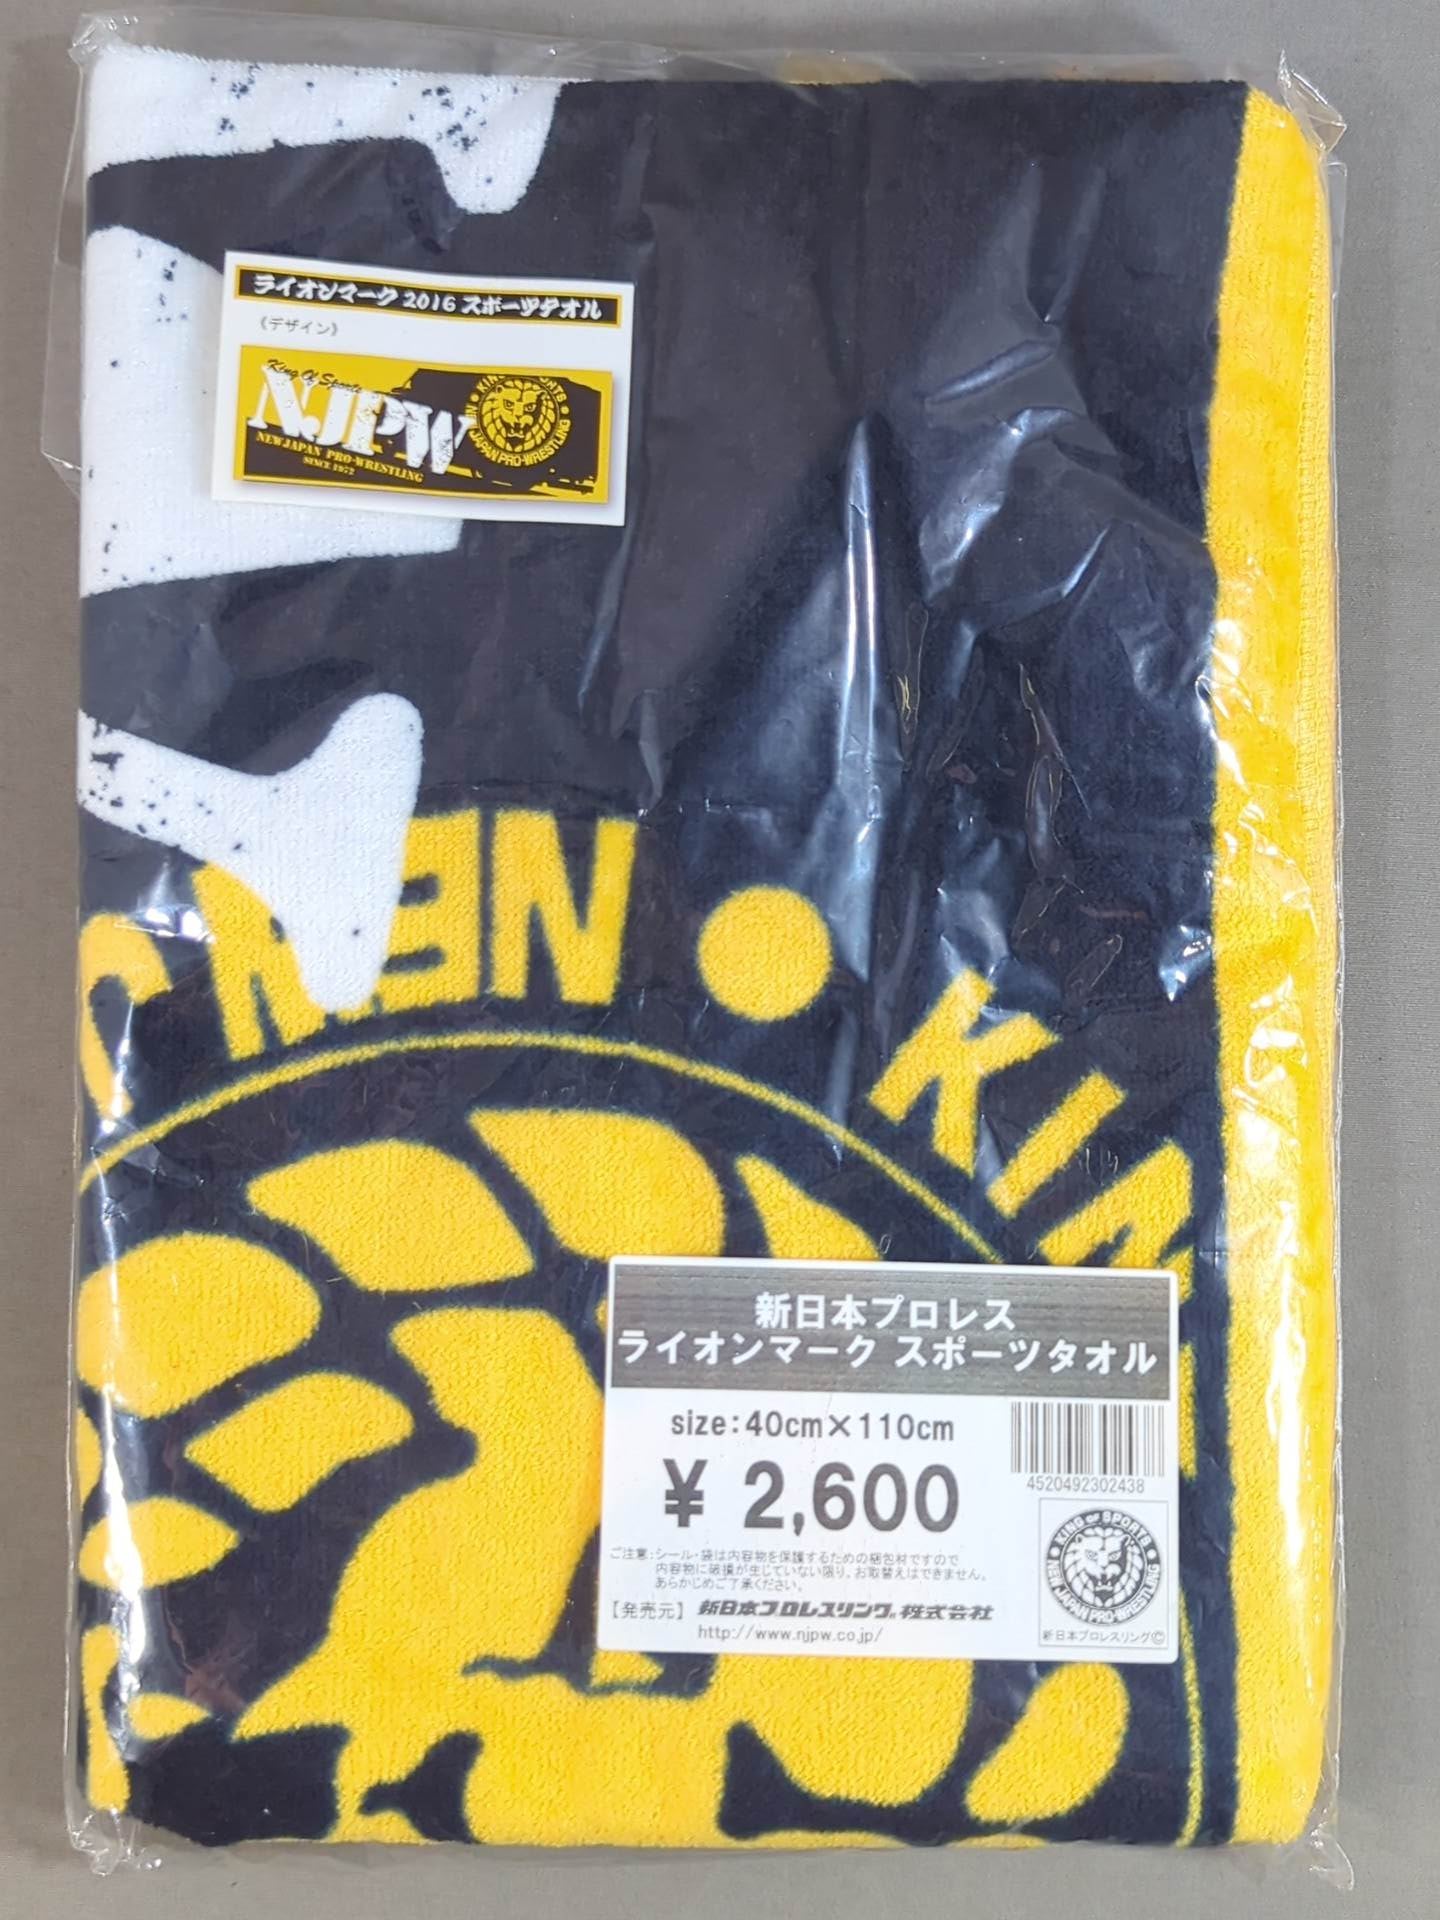 ライオンマーク 2016 スポーツタオル
《デザイン》
King Of Sports
NJPW
NEW JAPAN PRO-WRESTLING
SINCE 1972
KING OF SPORTS
NEW JAPAN PRO-WRESTLING
NEW J
KIN
新日本プロレス
ライオンマーク スポーツタオル
size:40cm×110cm
¥ 2,600
4520492302438
ご注意:シール・袋は内容物を保護するための梱包材ですので
内容物に破損が生じていない限り、お取替えはできません。
あらかじめご了承ください。
【発売元】 新日本プロレスリング株式会社
http://www.njpw.co.jp/
KING OF SPORTS
NEW JAPAN PRO-WRESTLING
新日本プロレスリング©